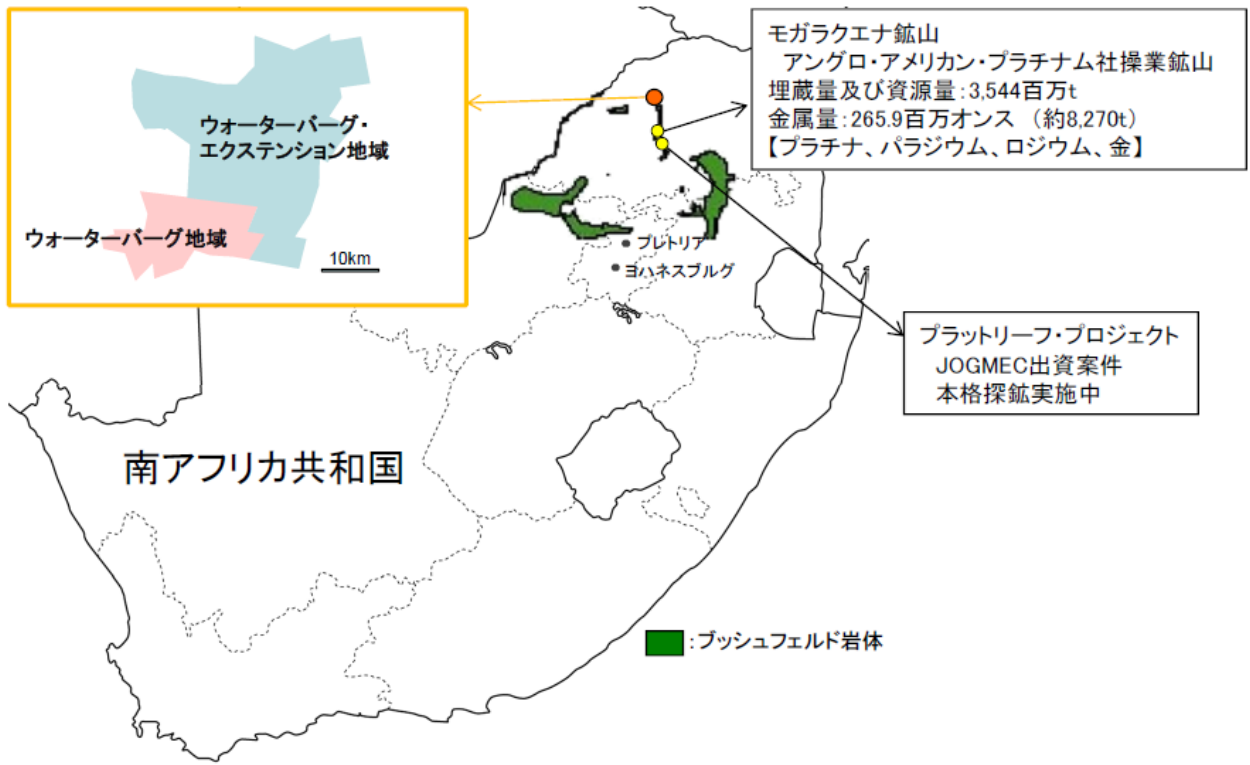 ウォーターバーグ・
エクステンション地域
ウォーターバーグ地域
10km
モガラクエナ鉱山
アングロ・アメリカン・プラチナム社操業鉱山
埋蔵量及び資源量:3,544百万t
金属量:265.9百万オンス (約8,270t)
【プラチナ、パラジウム、ロジウム、金】
プレトリア
ヨハネスブルグ
プラットリーフ・プロジェクト
JOGMEC出資案件
本格探鉱実施中
南アフリカ共和国
:ブッシュフェルド岩体